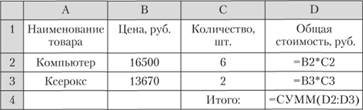 A B C D
1 Наименование товара Цена, руб. Количество, шт. Общая стоимость, руб.
2 Компьютер 16500 6 =B2*C2
3 Ксерокс 13670 2 =B3*C3
4 Итого: =СУММ(D2:D3)